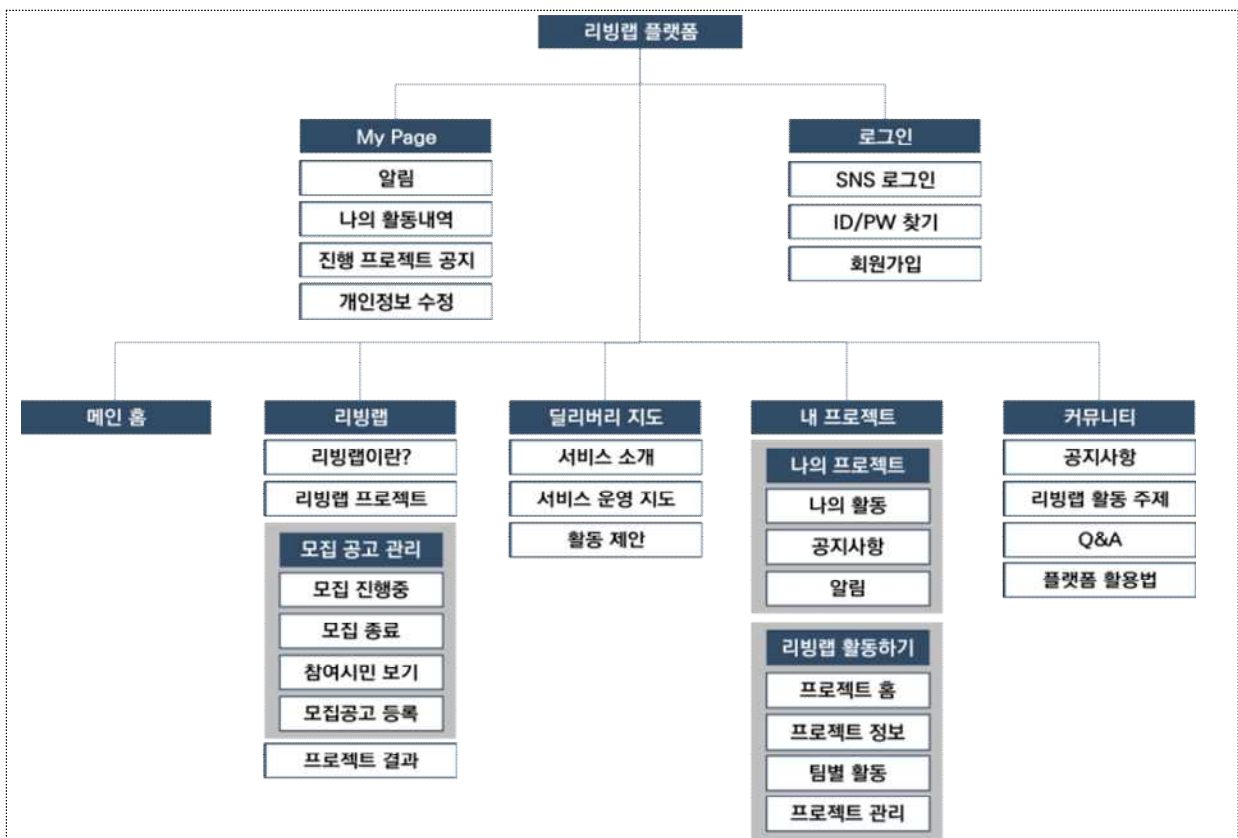 리빙랩 플랫폼
My Page
알림
나의 활동내역
진행 프로젝트 공지
개인정보 수정
로그인
SNS 로그인
ID/PW 찾기
회원가입
메인 홈
리빙랩
리빙랩이란?
리빙랩 프로젝트
모집 공고 관리
모집 진행중
모집 종료
참여시민 보기
모집공고 등록
프로젝트 결과
딜리버리 지도
서비스 소개
서비스 운영 지도
활동 제안
내 프로젝트
나의 프로젝트
나의 활동
공지사항
알림
리빙랩 활동하기
프로젝트 홈
프로젝트 정보
팀별 활동
프로젝트 관리
커뮤니티
공지사항
리빙랩 활동 주제
Q&A
플랫폼 활용법